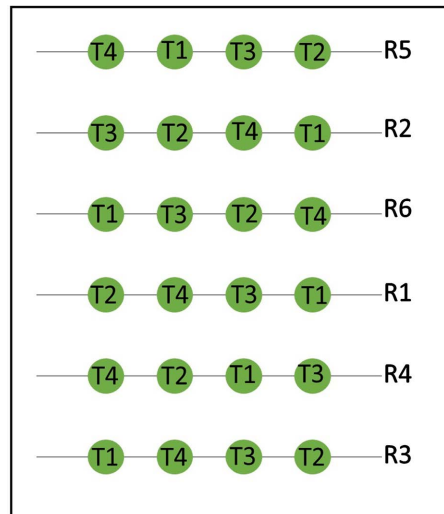 T4 T1 T3 T2 R5
T3 T2 T4 T1 R2
T1 T3 T2 T4 R6
T2 T4 T3 T1 R1
T4 T2 T1 T3 R4
T1 T4 T3 T2 R3